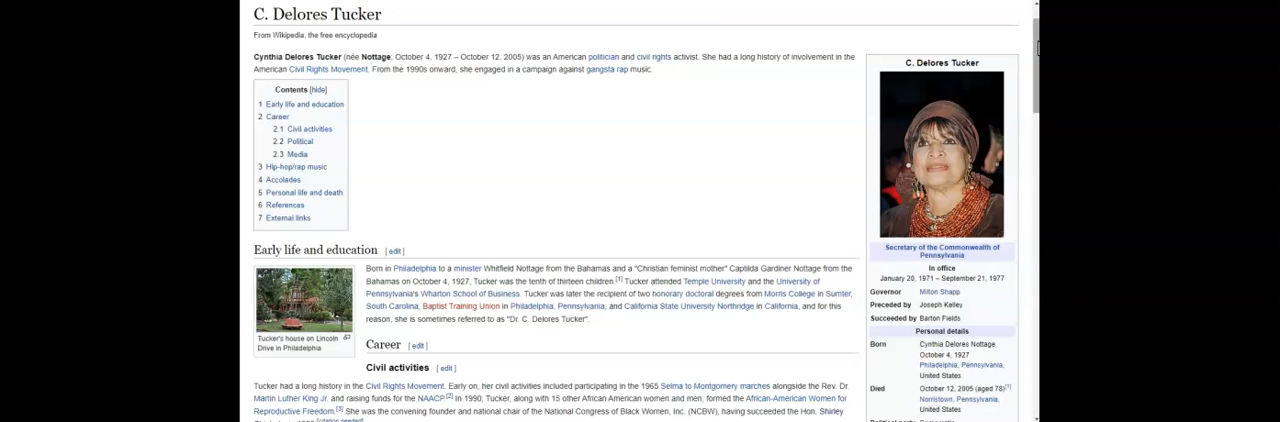 C. Delores Tucker
From Wikipedia, the free encyclopedia
Cynthia Delores Tucker (née Nottage; October 4, 1927 – October 12, 2005) was an American politician and civil rights activist. She had a long history of involvement in the
American Civil Rights Movement. From the 1990s onward, she engaged in a campaign against gangsta rap music.
Contents [hide]
1 Early life and education
2 Career
2.1 Civil activities
2.2 Political
2.3 Media
3 Hip-hop/rap music
4 Accolades
5 Personal life and death
6 References
7 External links
Early life and education [ edit ]
Born in Philadelphia to a minister Whitfield Nottage from the Bahamas and a "Christian feminist mother" Captilda Gardiner Nottage from the
Bahamas on October 4, 1927, Tucker was the tenth of thirteen children.[1] Tucker attended Temple University and the University of
Pennsylvania's Wharton School of Business. Tucker was later the recipient of two honorary doctoral degrees from Morris College in Sumter,
South Carolina, Baptist Training Union in Philadelphia, Pennsylvania, and California State University Northridge in California, and for this
reason, she is sometimes referred to as "Dr. C. Delores Tucker".
Tucker's house on Lincoln
Drive in Philadelphia
Career [ edit ]
Civil activities [ edit ]
Tucker had a long history in the Civil Rights Movement. Early on, her civil activities included participating in the 1965 Selma to Montgomery marches alongside the Rev. Dr.
Martin Luther King Jr. and raising funds for the NAACP.[2] In 1990, Tucker, along with 15 other African American women and men, formed the African-American Women for
Reproductive Freedom.[3] She was the convening founder and national chair of the National Congress of Black Women, Inc. (NCBW), having succeeded the Hon. Shirley
[citation needed]
C. Delores Tucker
Secretary of the Commonwealth of
Pennsylvania
In office
January 20, 1971 – September 21, 1977
Governor Milton Shapp
Preceded by Joseph Kelley
Succeeded by Barton Fields
Personal details
Born Cynthia Delores Nottage
October 4, 1927
Philadelphia, Pennsylvania,
United States
Died October 12, 2005 (aged 78)[1]
Norristown, Pennsylvania,
United States